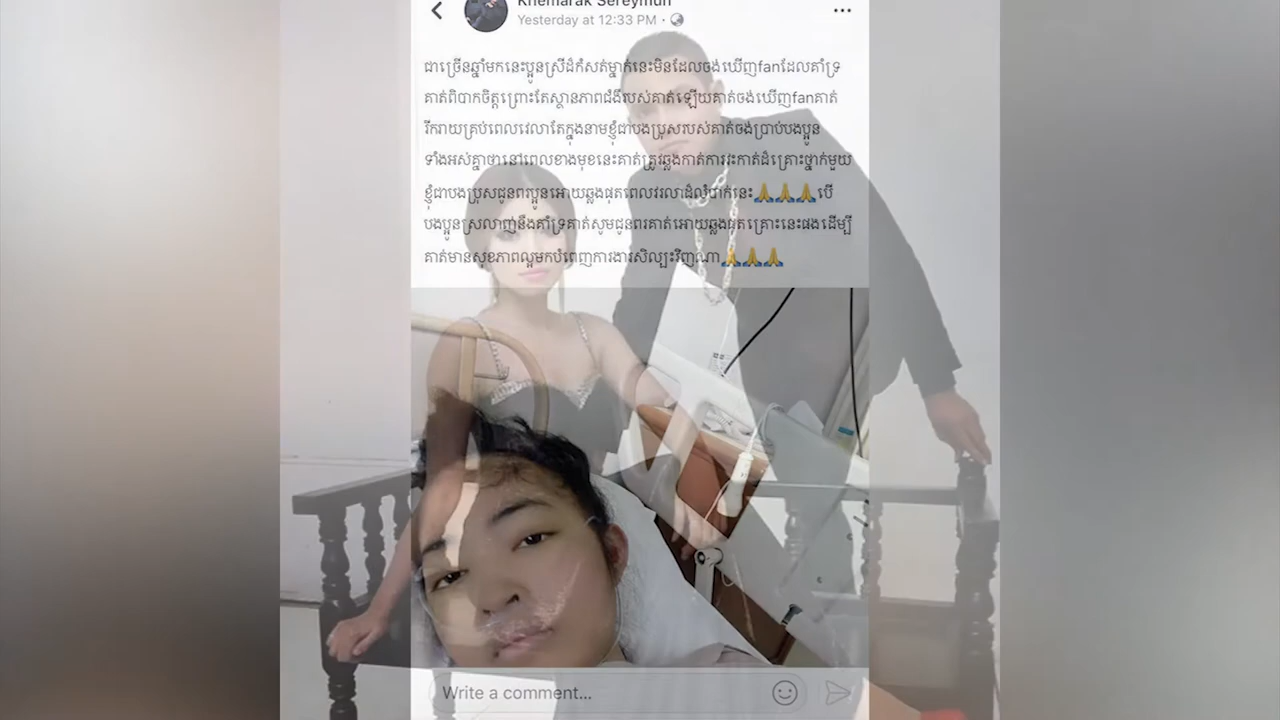 Khemarak Sereymun
Yesterday at 12:33 PM ·
ជាច្រើនឆ្នាំមកនេះប្អូនស្រីដ៏កំសត់ម្នាក់នេះមិនដែលចង់ឃើញfanដែលគាំទ្រ
គាត់ពិបាកចិត្តព្រោះតែស្ថានភាពជំងឺរបស់គាត់ឡើយគាត់ចង់ឃើញfanគាត់
រីករាយគ្រប់ពេលវេលាតែក្នុងនាមខ្ញុំជាបងប្រុសរបស់គាត់ចង់ប្រាប់បងប្អូន
ទាំងអស់គ្នាថានៅពេលខាងមុខនេះគាត់ត្រូវឆ្លងកាត់ការវះកាត់ដ៏គ្រោះថ្នាក់មួយ
ខ្ញុំជាបងប្រុសជូនពរប្អូនអោយឆ្លងផុតពេលវរលាដ៏លំបាក់នេះ🙏🙏🙏បើ
បងប្អូនស្រលាញ់នឹងគាំទ្រគាត់សូមជូនពរគាត់អោយឆ្លងផុតគ្រោះនេះផងដើម្បី
គាត់មានសុខភាពល្អមកបំពេញការងារសិល្បះវិញណា🙏🙏🙏
Write a comment...